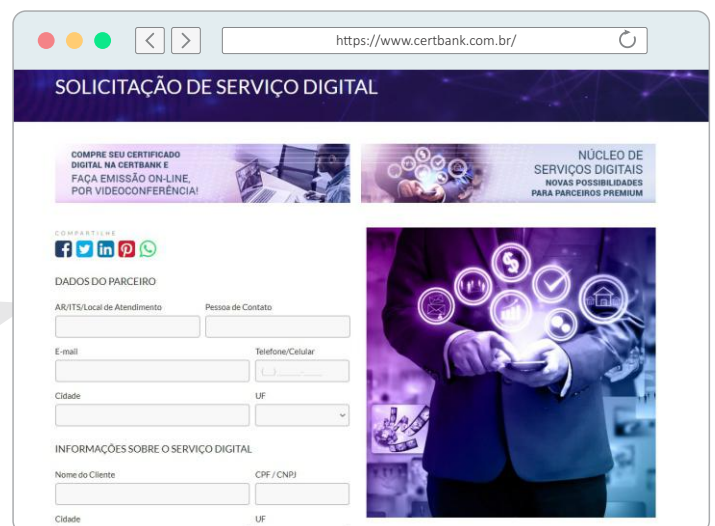 https://www.certbank.com.br/
SOLICITAÇÃO DE SERVIÇO DIGITAL
COMPRE SEU CERTIFICADO
DIGITAL NA CERTBANK E
FAÇA EMISSÃO ON-LINE,
POR VIDEOCONFERÊNCIA!
NÚCLEO DE
SERVIÇOS DIGITAIS
NOVAS POSSIBILIDADES
PARA PARCEIROS PREMIUM
COMPARTILHE
DADOS DO PARCEIRO
AR/ITS/Local de Atendimento Pessoa de Contato
E-mail Telefone/Celular
(__) _____-____
Cidade UF
INFORMAÇÕES SOBRE O SERVIÇO DIGITAL
Nome do Cliente CPF / CNPJ
Cidade UF